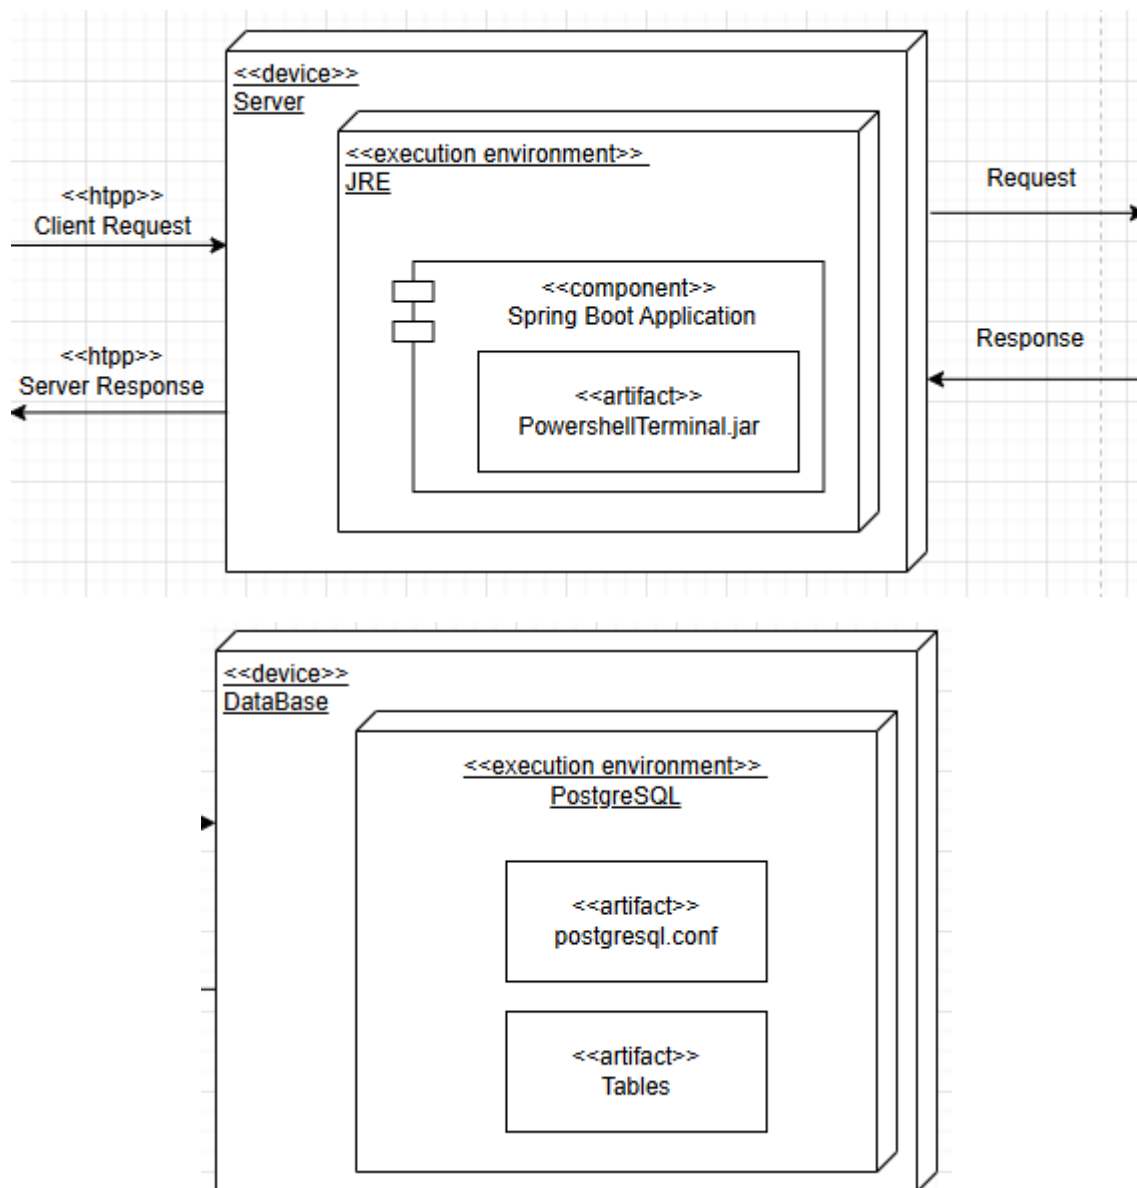 <<device>>
Server
<<execution environment>>
JRE
<<htpp>>
Client Request
Request
<<component>>
Spring Boot Application
<<htpp>>
Server Response
Response
<<artifact>>
PowershellTerminal.jar
<<device>>
DataBase
<<execution environment>>
PostgreSQL
<<artifact>>
postgresql.conf
<<artifact>>
Tables